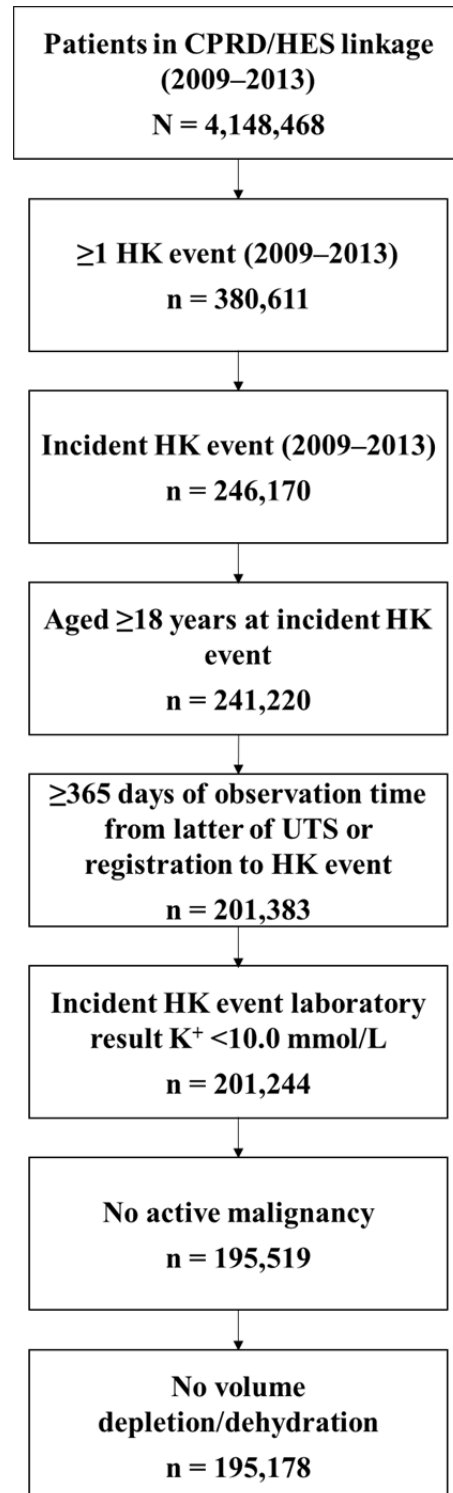 Patients in CPRD/HES linkage
(2009–2013)
N = 4,148,468
≥1 HK event (2009–2013)
n = 380,611
Incident HK event (2009–2013)
n = 246,170
Aged ≥18 years at incident HK
event
n = 241,220
≥365 days of observation time
from latter of UTS or
registration to HK event
n = 201,383
Incident HK event laboratory
result K⁺ <10.0 mmol/L
n = 201,244
No active malignancy
n = 195,519
No volume
depletion/dehydration
n = 195,178